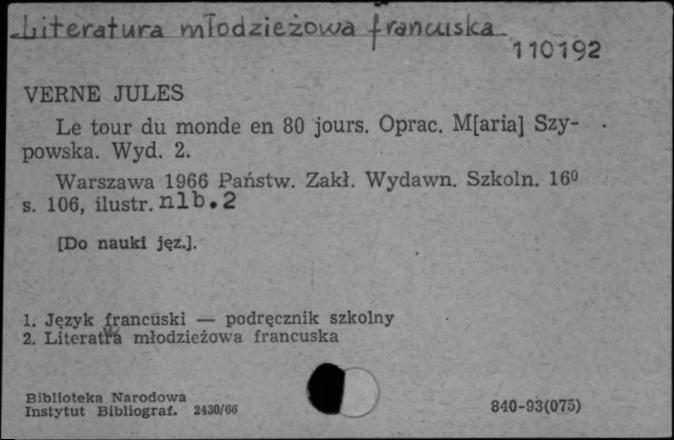 Literatura młodzieżowa francuska
110192
VERNE JULES
Le tour du monde en 80 jours. Oprac. M[aria] Szy-
powska. Wyd. 2.
Warszawa 1966 Państw. Zakł. Wydawn. Szkoln. 16⁰
s. 106, ilustr. nlb.2
[Do nauki jęz.].
1. Język francuski — podręcznik szkolny
2. Literatra młodzieżowa francuska
Biblioteka Narodowa
Instytut Bibliograf. 2430/66
840-93(075)